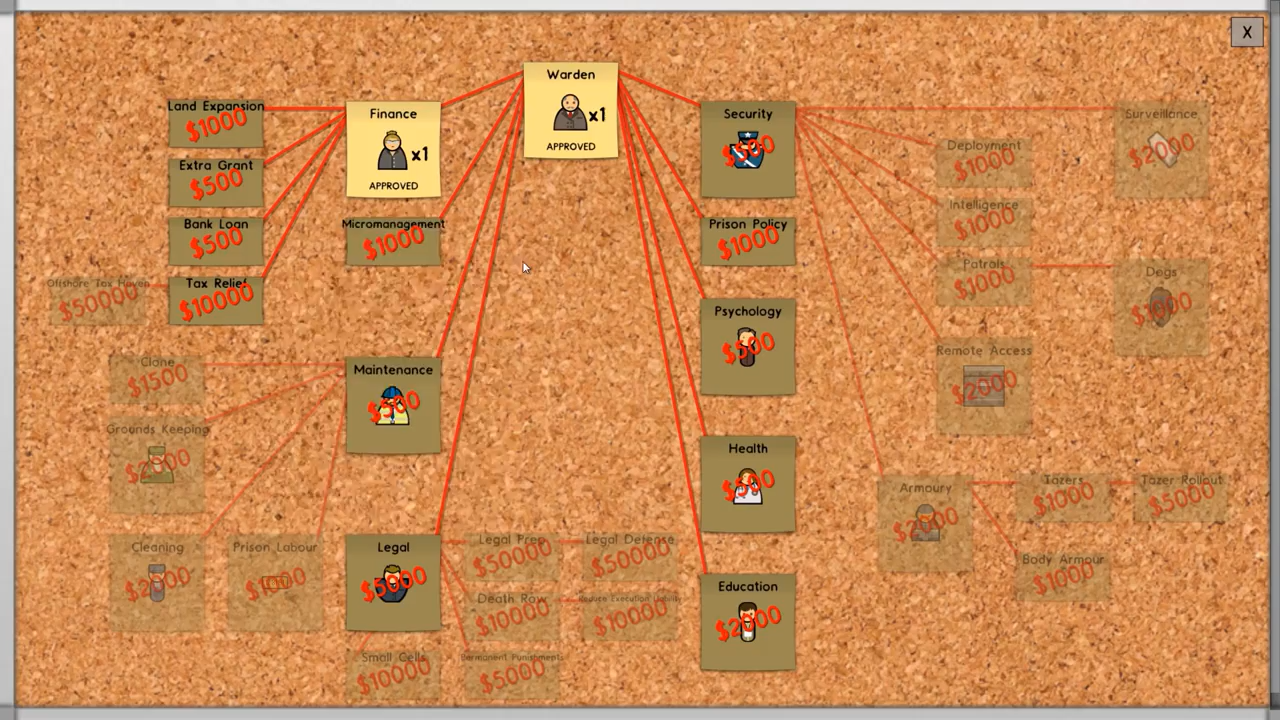 X
Warden
x1
APPROVED
Land Expansion
$1000
Finance
x1
APPROVED
Extra Grant
$500
Bank Loan
$500
Micromanagement
$1000
Tax Relief
$10000
Offshore Tax Haven
$50000
Clone
$1500
Maintenance
$500
Grounds Keeping
$2000
Cleaning
$2000
Prison Labour
$1000
Legal
$5000
Legal Prep
$50000
Legal Defense
$50000
Death Row
$10000
Reduce Execution Liability
$10000
Small Cells
$10000
Permanent Punishments
$5000
Security
$500
Prison Policy
$1000
Psychology
$500
Health
$500
Education
$2000
Surveillance
$2000
Deployment
$1000
Intelligence
$1000
Patrols
$1000
Dogs
$1000
Remote Access
$2000
Armoury
$2000
Tazers
$1000
Tazer Rollout
$5000
Body Armour
$1000